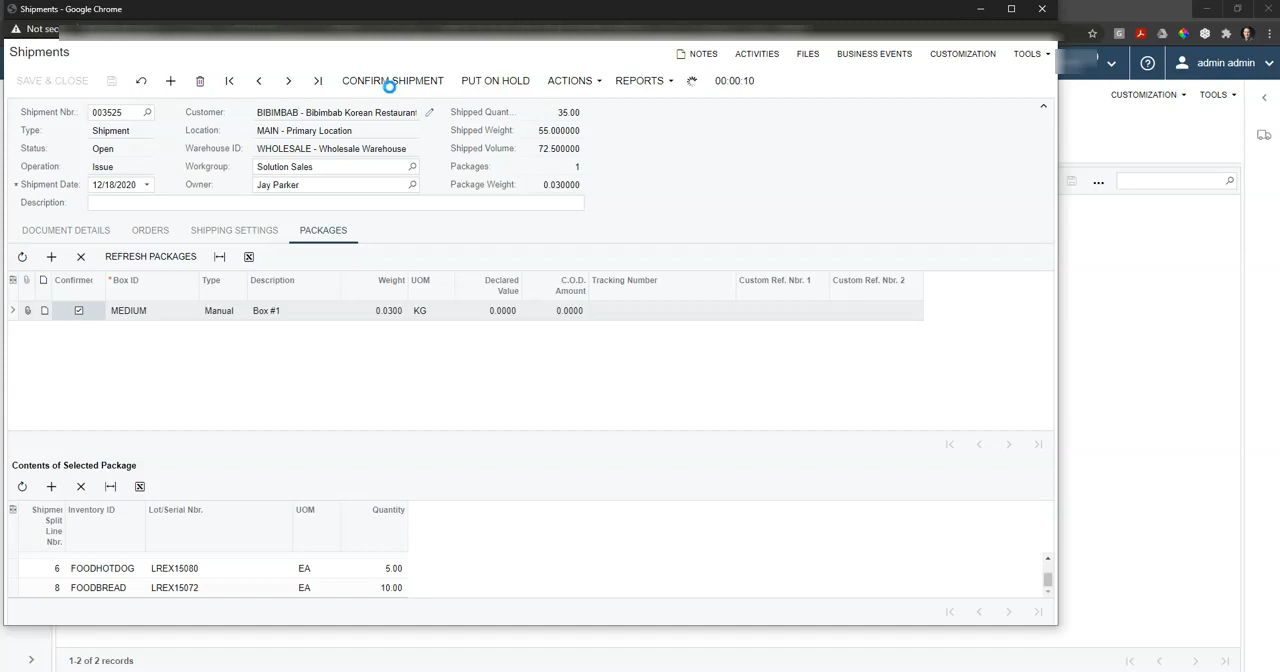 Shipments - Google Chrome
Not sec
Shipments
NOTES ACTIVITIES FILES BUSINESS EVENTS CUSTOMIZATION TOOLS
admin admin
SAVE & CLOSE CONFIRM SHIPMENT PUT ON HOLD ACTIONS REPORTS 00:00:10
CUSTOMIZATION TOOLS
Shipment Nbr.: 003525 Customer: BIBIMBAB - Bibimbab Korean Restaurant Shipped Quant... 35.00
Type: Shipment Location: MAIN - Primary Location Shipped Weight: 55.000000
Status: Open Warehouse ID: WHOLESALE - Wholesale Warehouse Shipped Volume: 72.500000
Operation: Issue Workgroup: Solution Sales Packages: 1
* Shipment Date: 12/18/2020 Owner: Jay Parker Package Weight: 0.030000
Description:
DOCUMENT DETAILS ORDERS SHIPPING SETTINGS PACKAGES
REFRESH PACKAGES
Confirmed * Box ID Type Description Weight UOM Declared Value C.O.D. Amount Tracking Number Custom Ref. Nbr. 1 Custom Ref. Nbr. 2
MEDIUM Manual Box #1 0.0300 KG 0.0000 0.0000
Contents of Selected Package
Shipmen Split Line Nbr. Inventory ID Lot/Serial Nbr. UOM Quantity
6 FOODHOTDOG LREX15080 EA 5.00
8 FOODBREAD LREX15072 EA 10.00
1-2 of 2 records